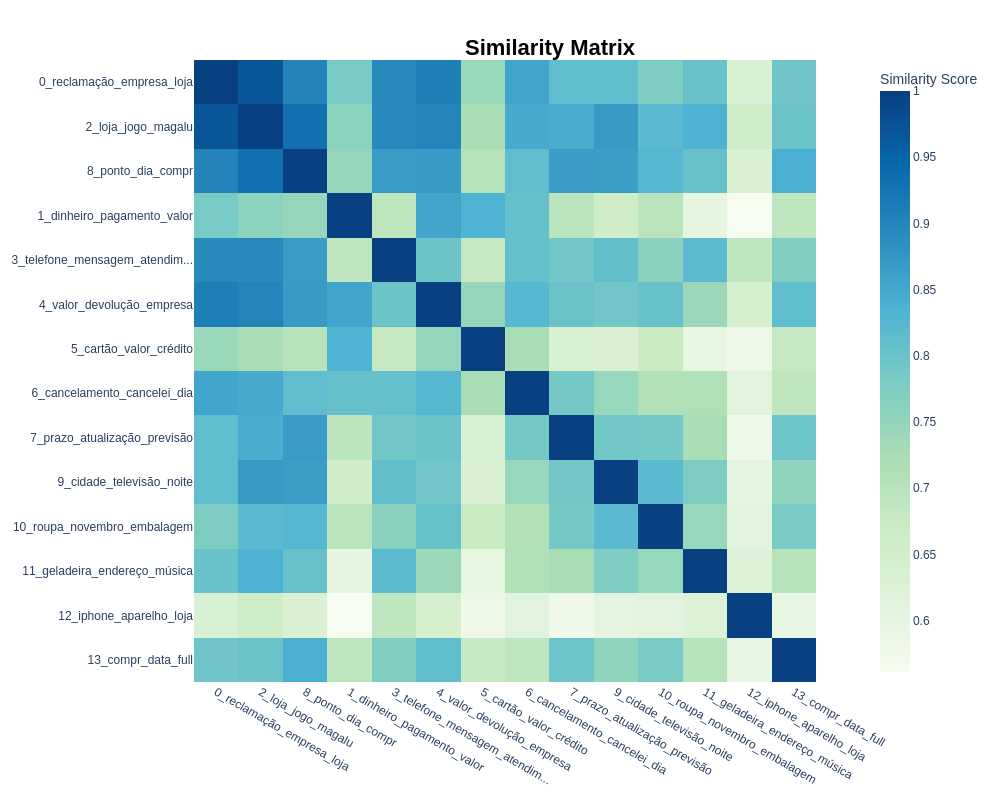 Similarity Matrix
0_reclamação_empresa_loja
2_loja_jogo_magalu
8_ponto_dia_compr
1_dinheiro_pagamento_valor
3_telefone_mensagem_atendim...
4_valor_devolução_empresa
5_cartão_valor_crédito
6_cancelamento_cancelei_dia
7_prazo_atualização_previsão
9_cidade_televisão_noite
10_roupa_novembro_embalagem
11_geladeira_endereço_música
12_iphone_aparelho_loja
13_compr_data_full
0_reclamação_empresa_loja
2_loja_jogo_magalu
8_ponto_dia_compr
1_dinheiro_pagamento_valor
3_telefone_mensagem_atendim...
4_valor_devolução_empresa
5_cartão_valor_crédito
6_cancelamento_cancelei_dia
7_prazo_atualização_previsão
9_cidade_televisão_noite
10_roupa_novembro_embalagem
11_geladeira_endereço_música
12_iphone_aparelho_loja
13_compr_data_full
Similarity Score
1
0.95
0.9
0.85
0.8
0.75
0.7
0.65
0.6